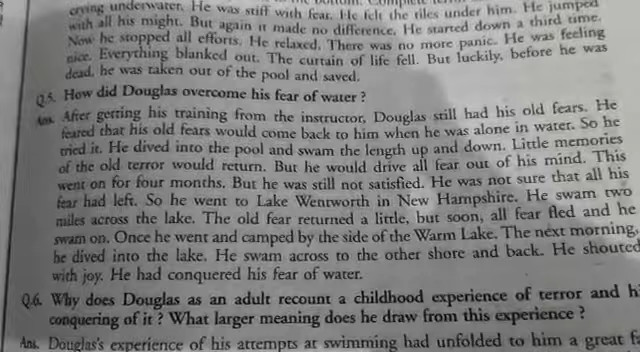 crying underwater. He was stiff with fear. He felt the tiles under him. He jumped
with all his might. But again it made no difference. He started down a third time.
Now he stopped all efforts. He relaxed. There was no more panic. He was feeling
nice. Everything blanked out. The curtain of life fell. But luckily, before he was
dead, he was taken out of the pool and saved.
Q.5. How did Douglas overcome his fear of water ?
Ans. After getting his training from the instructor, Douglas still had his old fears. He
feared that his old fears would come back to him when he was alone in water. So he
tried it. He dived into the pool and swam the length up and down. Little memories
of the old terror would return. But he would drive all fear out of his mind. This
went on for four months. But he was still not satisfied. He was not sure that all his
fear had left. So he went to Lake Wentworth in New Hampshire. He swam two
miles across the lake. The old fear returned a little, but soon, all fear fled and he
swam on. Once he went and camped by the side of the Warm Lake. The next morning,
he dived into the lake. He swam across to the other shore and back. He shouted
with joy. He had conquered his fear of water.
Q.6. Why does Douglas as an adult recount a childhood experience of terror and
conquering of it ? What larger meaning does he draw from this experience ?
Ans. Douglas's experience of his attempts at swimming had unfolded to him a great